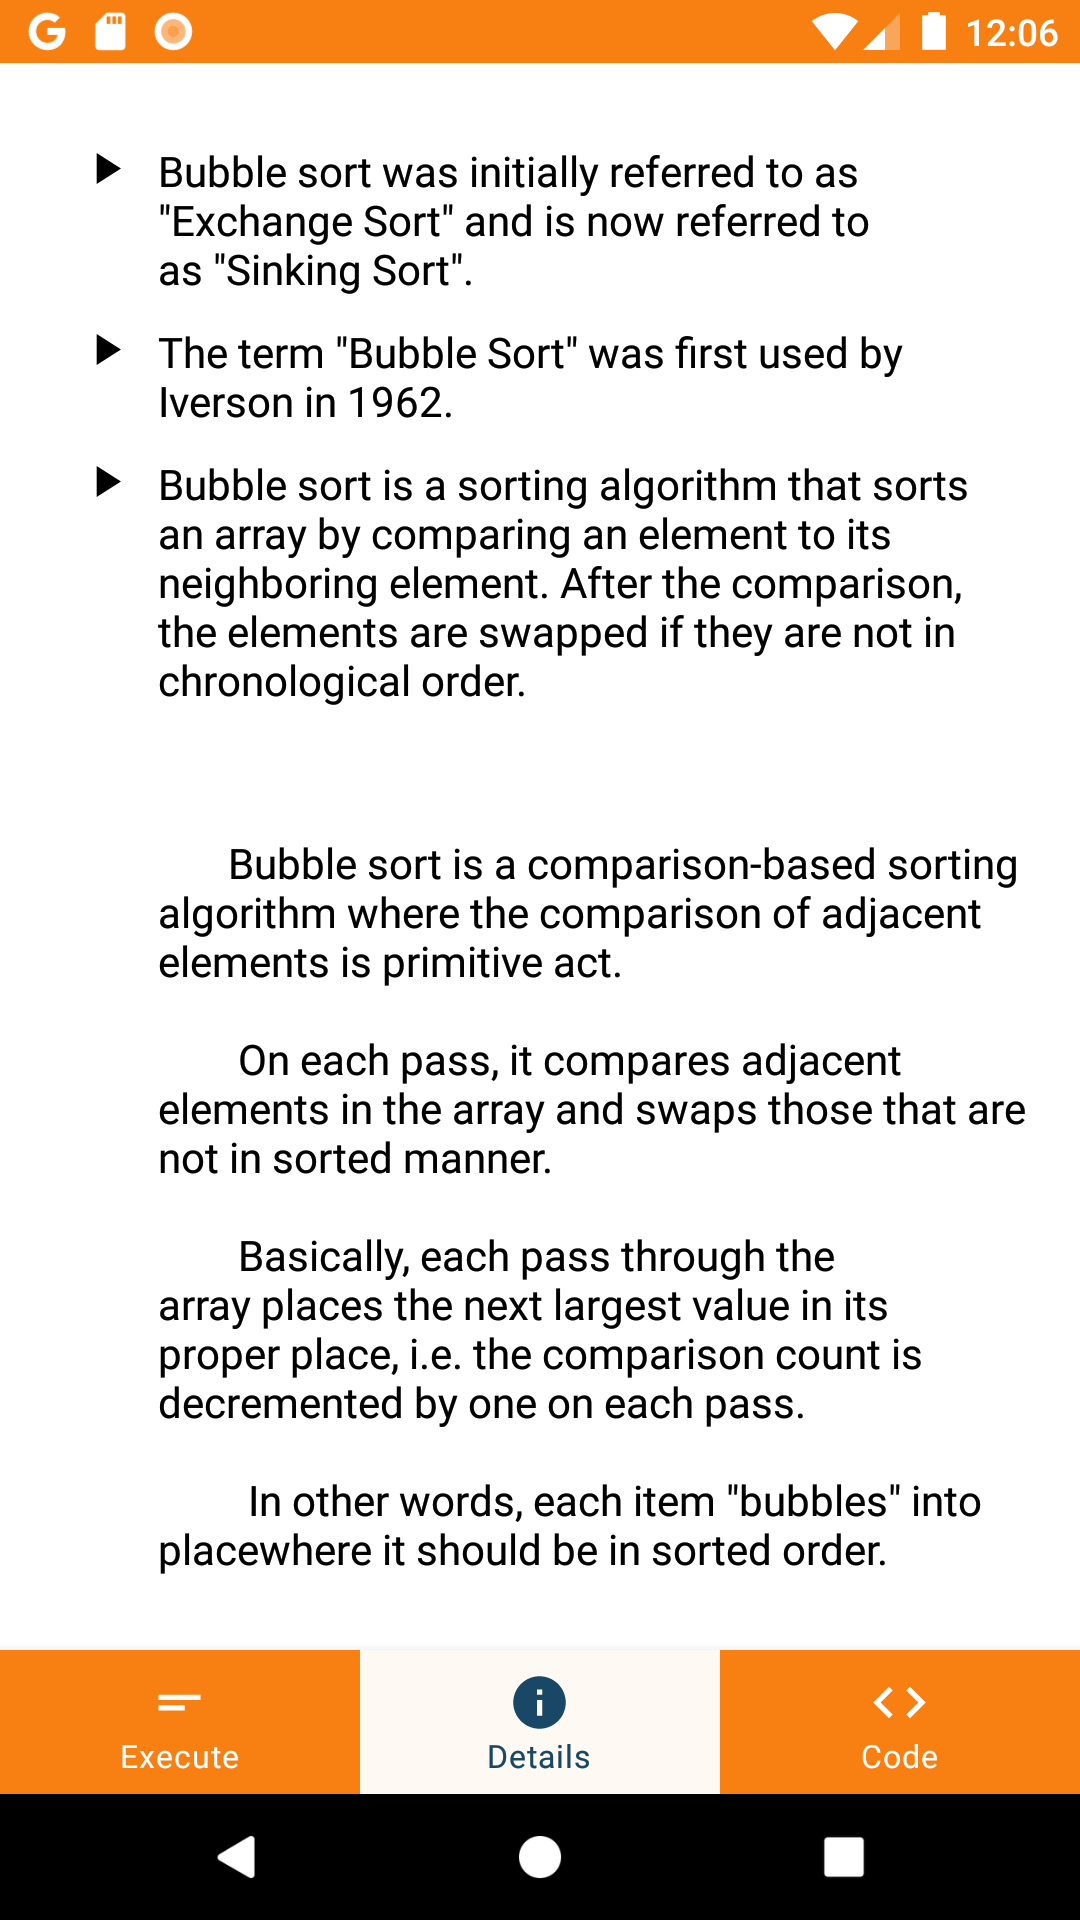 12:06
Bubble sort was initially referred to as
"Exchange Sort" and is now referred to
as "Sinking Sort".
The term "Bubble Sort" was first used by
Iverson in 1962.
Bubble sort is a sorting algorithm that sorts
an array by comparing an element to its
neighboring element. After the comparison,
the elements are swapped if they are not in
chronological order.
Bubble sort is a comparison-based sorting
algorithm where the comparison of adjacent
elements is primitive act.
On each pass, it compares adjacent
elements in the array and swaps those that are
not in sorted manner.
Basically, each pass through the
array places the next largest value in its
proper place, i.e. the comparison count is
decremented by one on each pass.
In other words, each item "bubbles" into
placewhere it should be in sorted order.
Execute
Details
Code